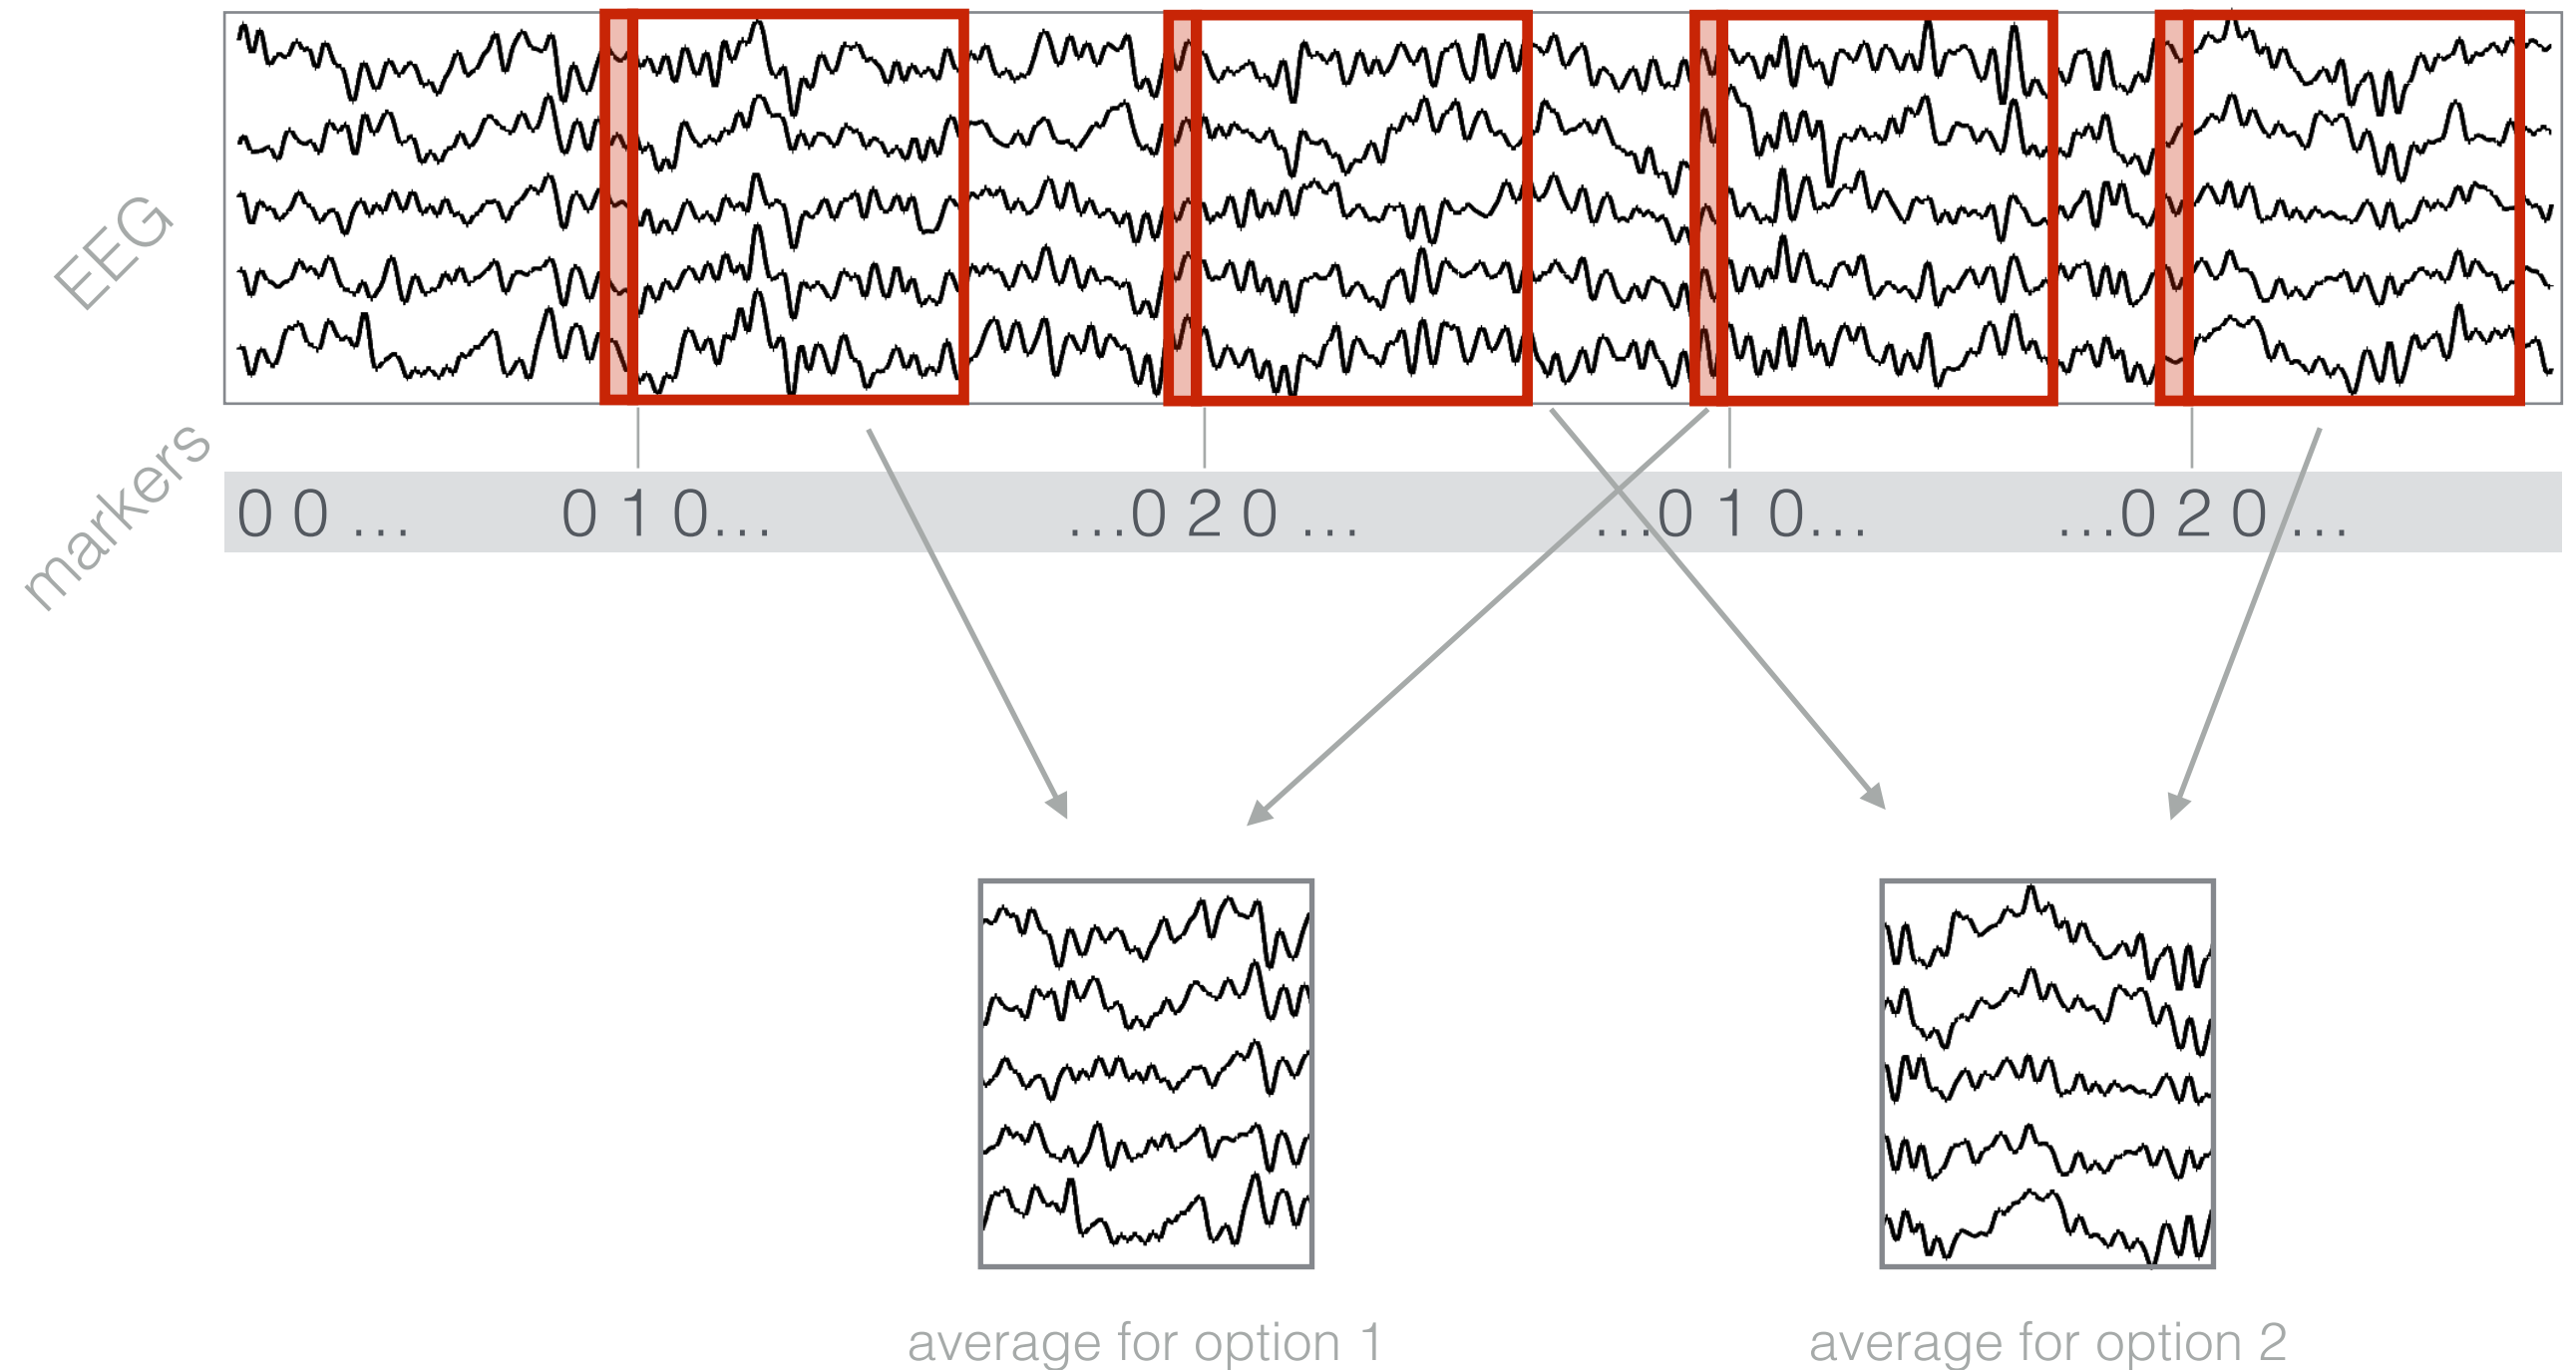 EEG
markers
0 0 ... 0 1 0... ...0 2 0 ... ...0 1 0... ...0 2 0 ...
average for option 1
average for option 2